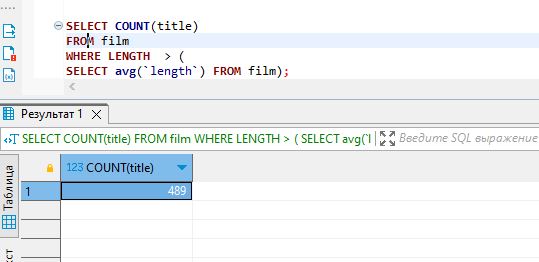 SELECT COUNT(title)
FROM film
WHERE LENGTH > (
SELECT avg(`length`) FROM film);
Результат 1
SELECT COUNT(title) FROM film WHERE LENGTH > ( SELECT avg(`l
Введите SQL выражение
Таблица
123 COUNT(title)
1 489